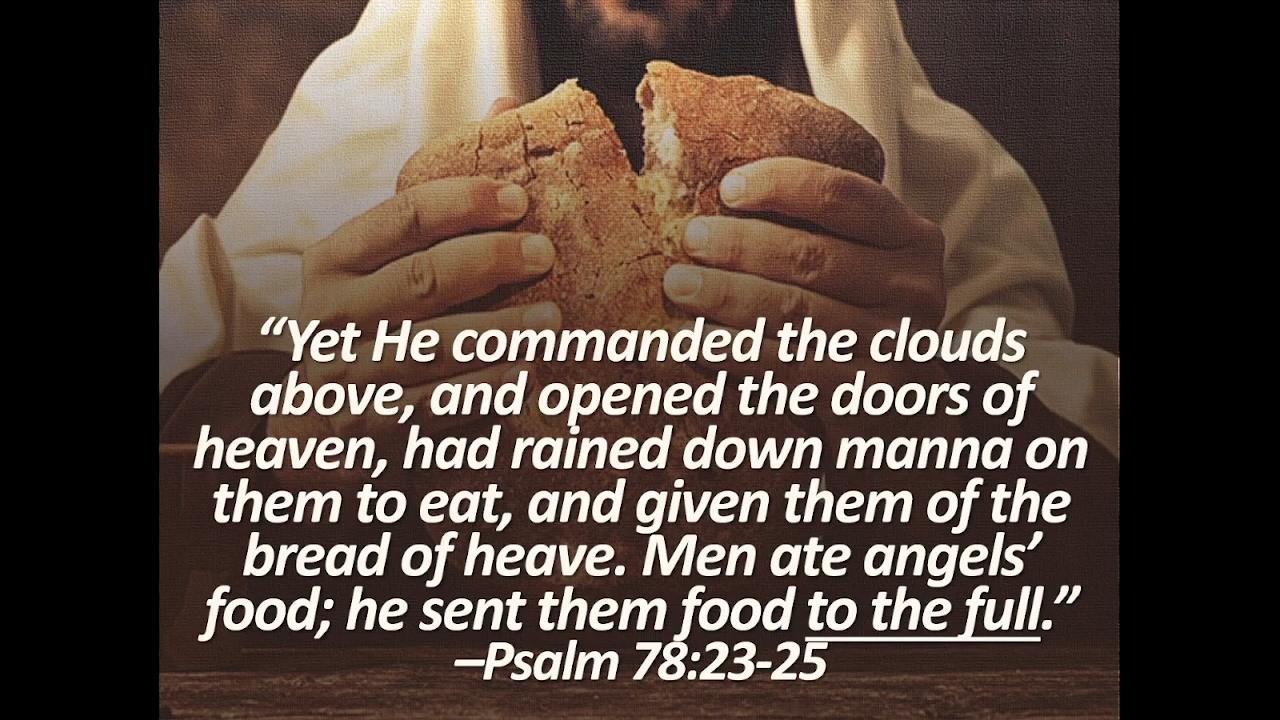 “Yet He commanded the clouds
above, and opened the doors of
heaven, had rained down manna on
them to eat, and given them of the
bread of heave. Men ate angels’
food; he sent them food to the full.”
–Psalm 78:23-25